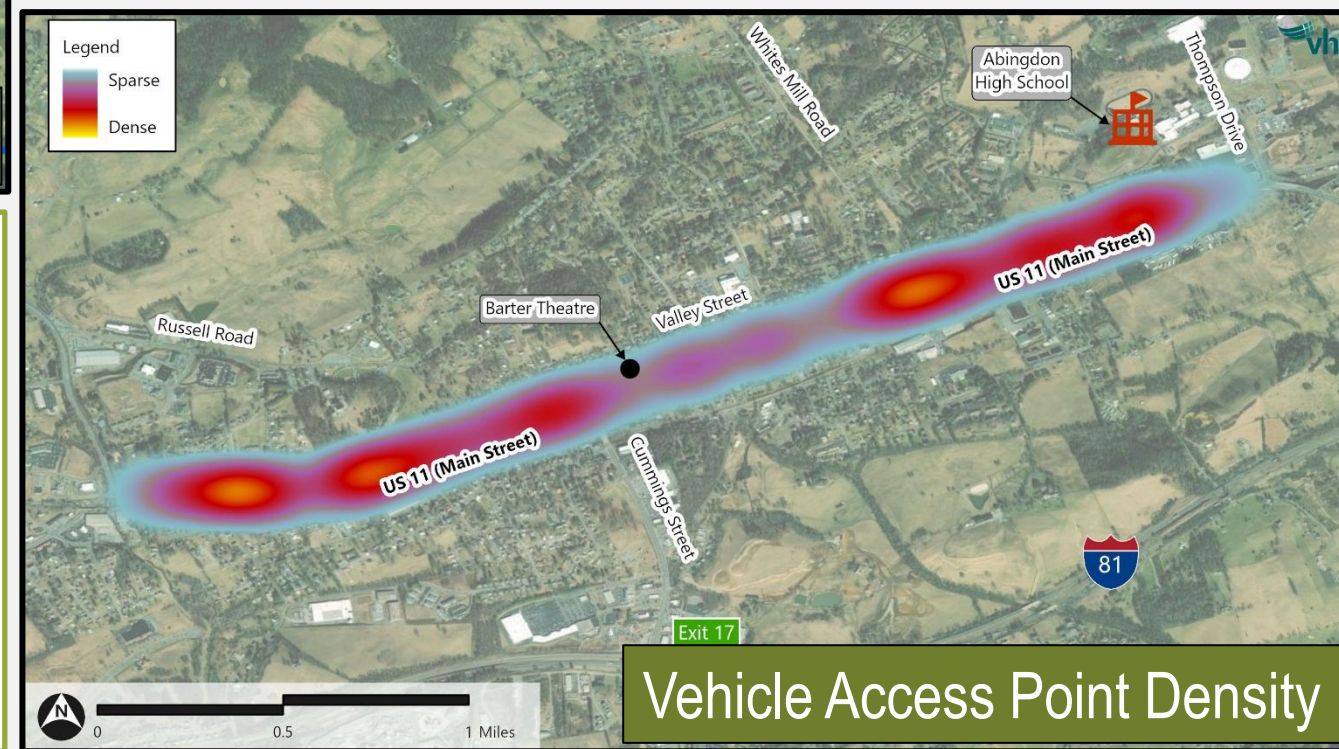 Legend
Sparse
Dense
Whites Mill Road
Abingdon
High School
Thompson Drive
vh
US 11 (Main Street)
Barter Theatre
Valley Street
Russell Road
US 11 (Main Street)
Cummings Street
81
Exit 17
Vehicle Access Point Density
N
0
0.5
1 Miles